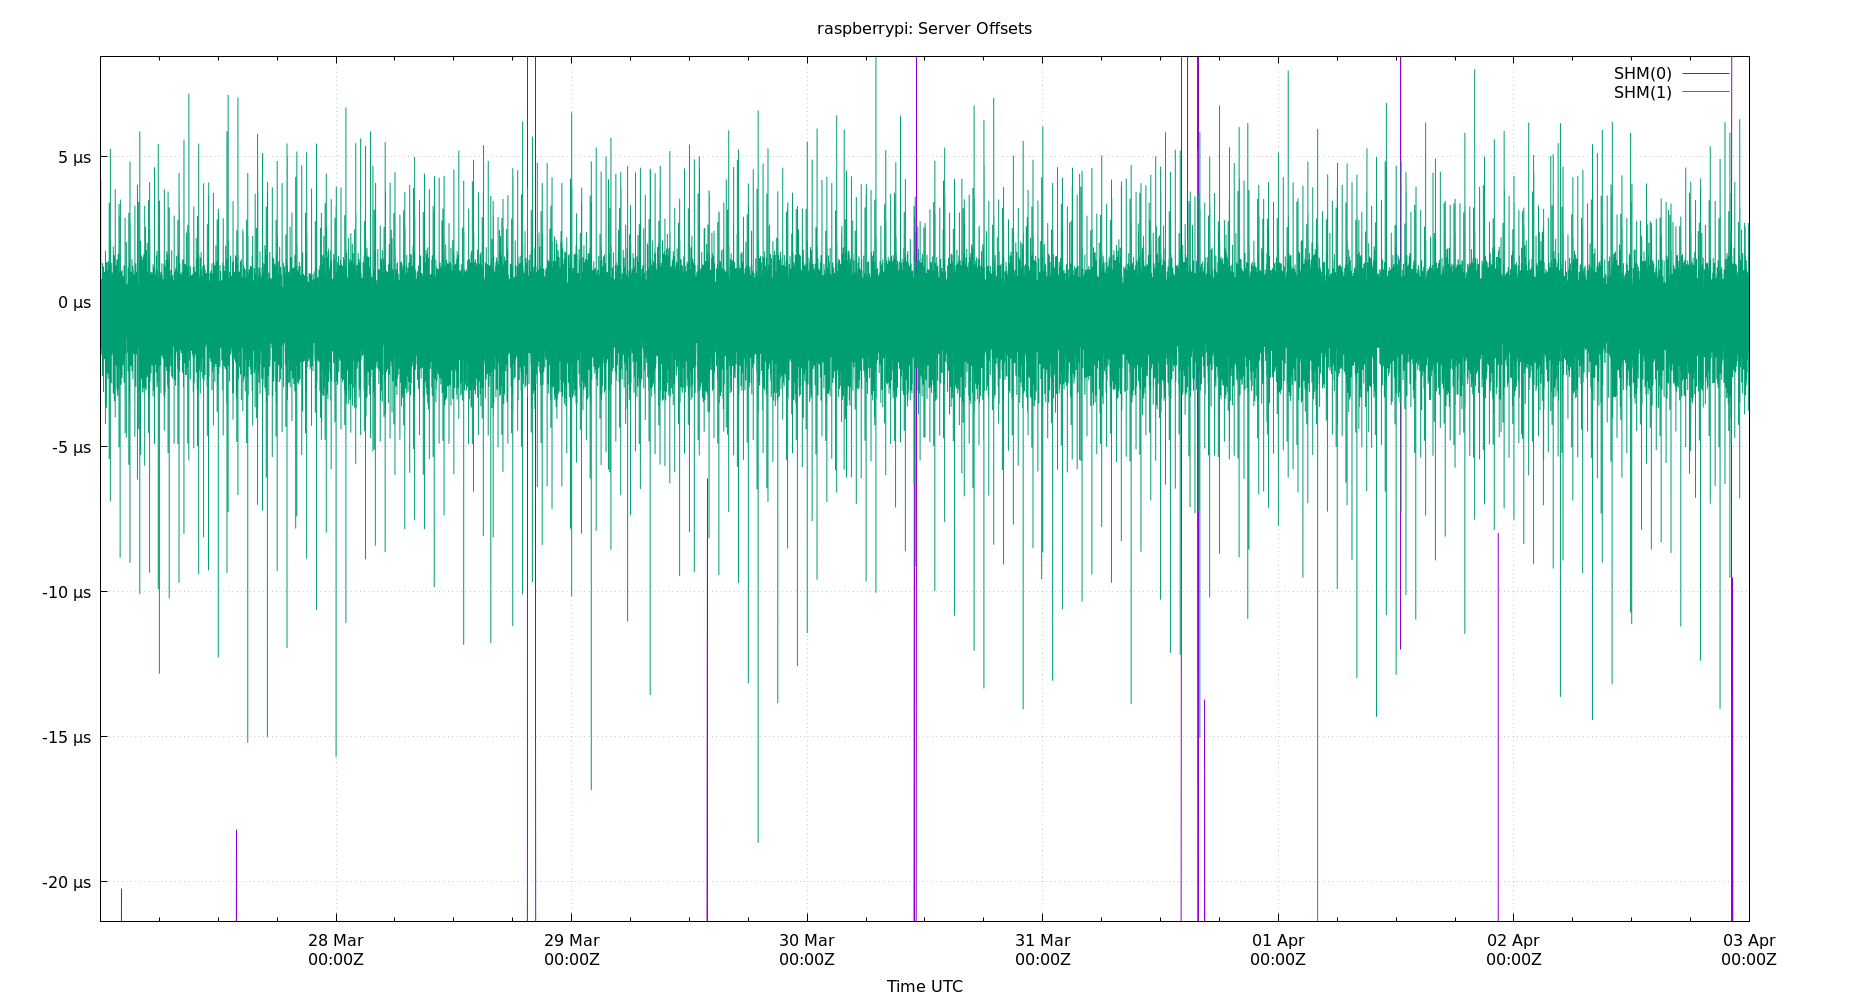 raspberrypi: Server Offsets
SHM(0)
SHM(1)
5 µs
0 µs
-5 µs
-10 µs
-15 µs
-20 µs
28 Mar 29 Mar 30 Mar 31 Mar 01 Apr 02 Apr 03 Apr
00:00Z 00:00Z 00:00Z 00:00Z 00:00Z 00:00Z 00:00Z
Time UTC